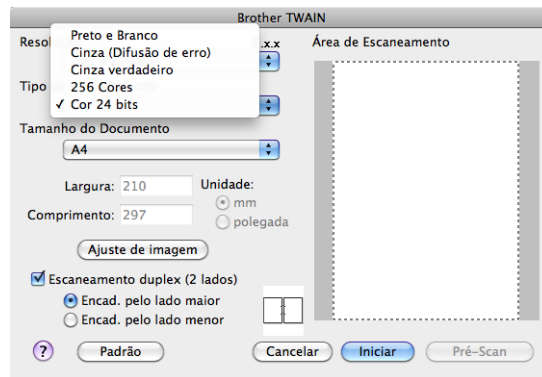 Brother TWAIN
Resol
.x.x
Área de Escaneamento
Preto e Branco
Cinza (Difusão de erro)
Cinza verdadeiro
256 Cores
✓ Cor 24 bits
Tipo
Tamanho do Documento
A4
Largura: 210
Unidade:
mm
Comprimento: 297
polegada
Ajuste de imagem
Escaneamento duplex (2 lados)
Encad. pelo lado maior
Encad. pelo lado menor
? Padrão Cancelar Iniciar Pré-Scan